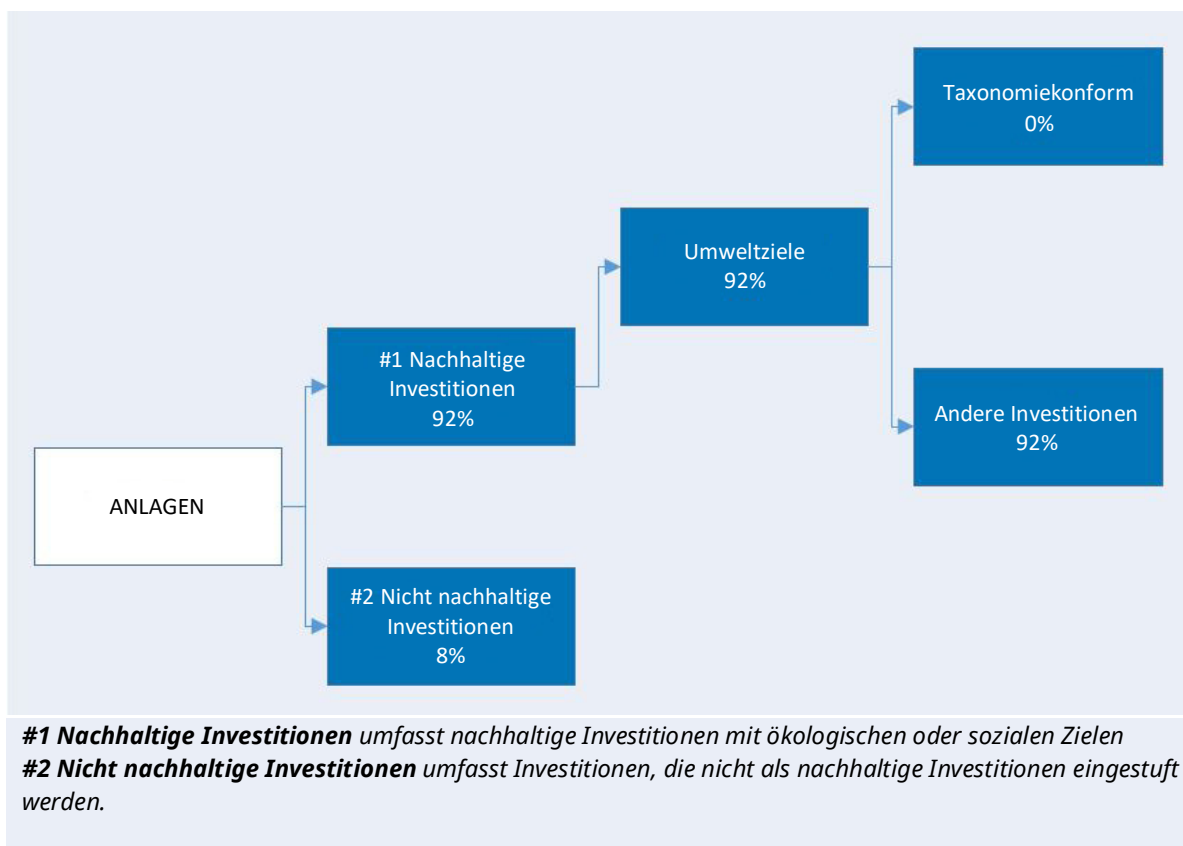 Taxonomiekonform
0%
Umweltziele
92%
#1 Nachhaltige
Investitionen
92%
Andere Investitionen
92%
ANLAGEN
#2 Nicht nachhaltige
Investitionen
8%
#1 Nachhaltige Investitionen umfasst nachhaltige Investitionen mit ökologischen oder sozialen Zielen
#2 Nicht nachhaltige Investitionen umfasst Investitionen, die nicht als nachhaltige Investitionen eingestuft
werden.